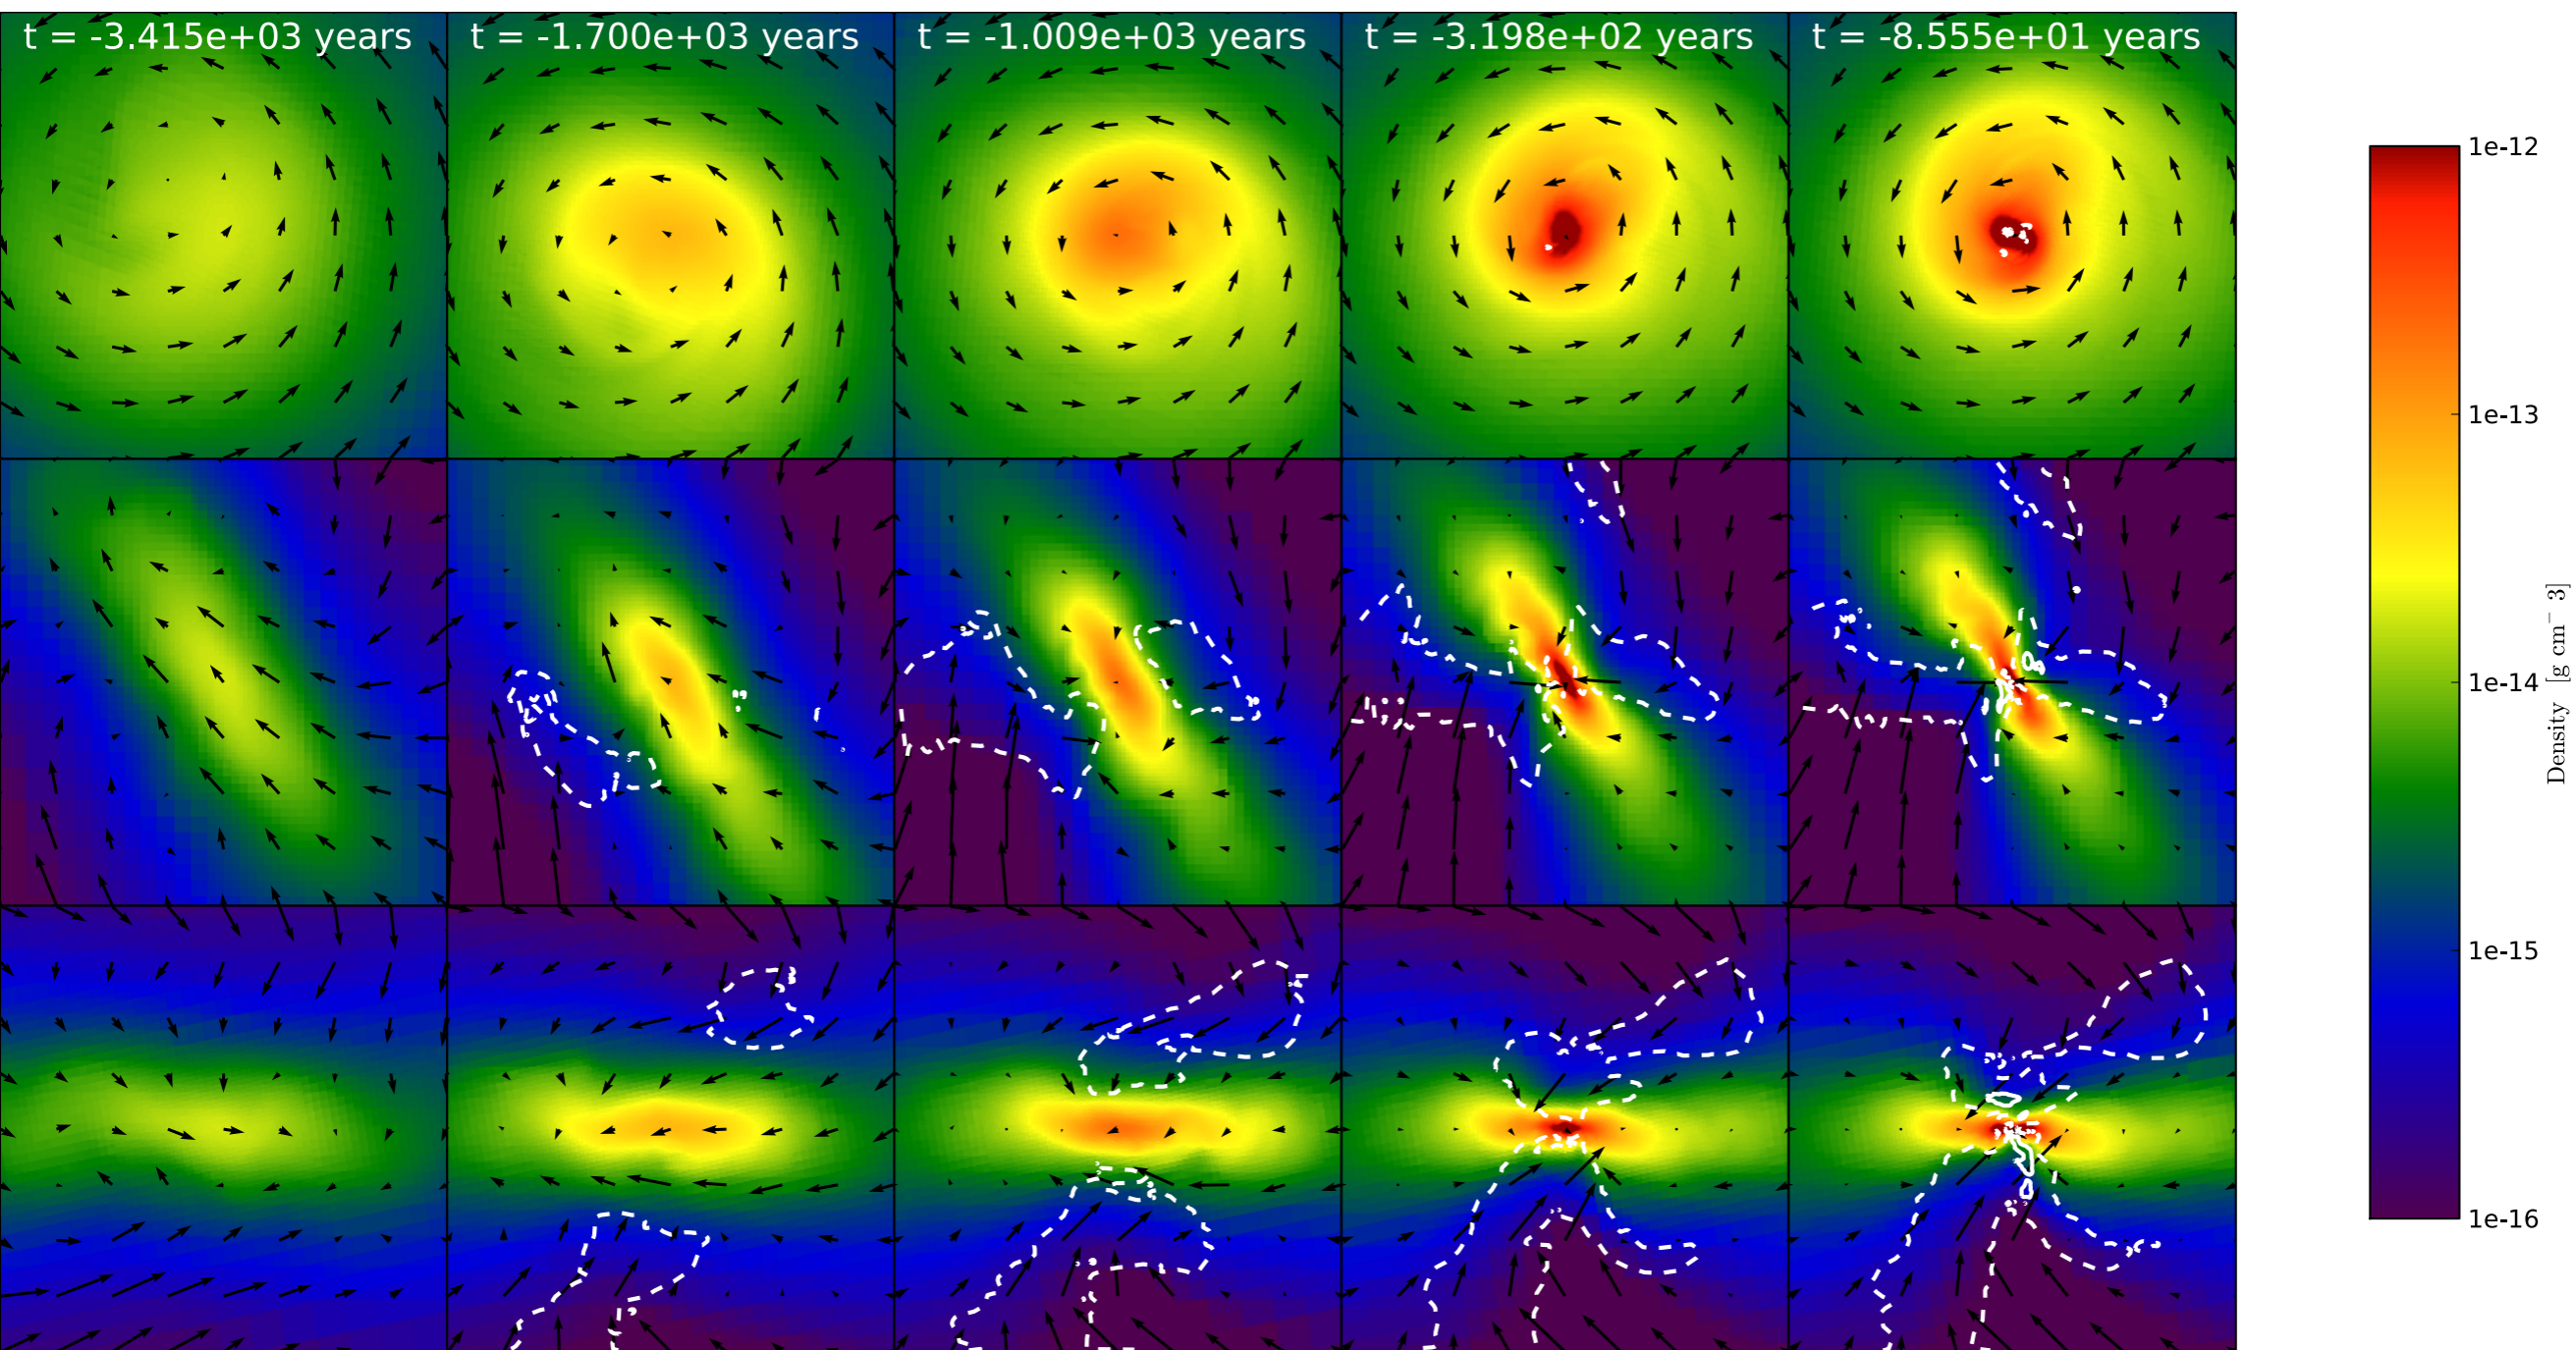 t = -3.415e+03 years
t = -1.700e+03 years
t = -1.009e+03 years
t = -3.198e+02 years
t = -8.555e+01 years
1e-12
1e-13
1e-14
1e-15
1e-16
Density [g cm⁻ 3]